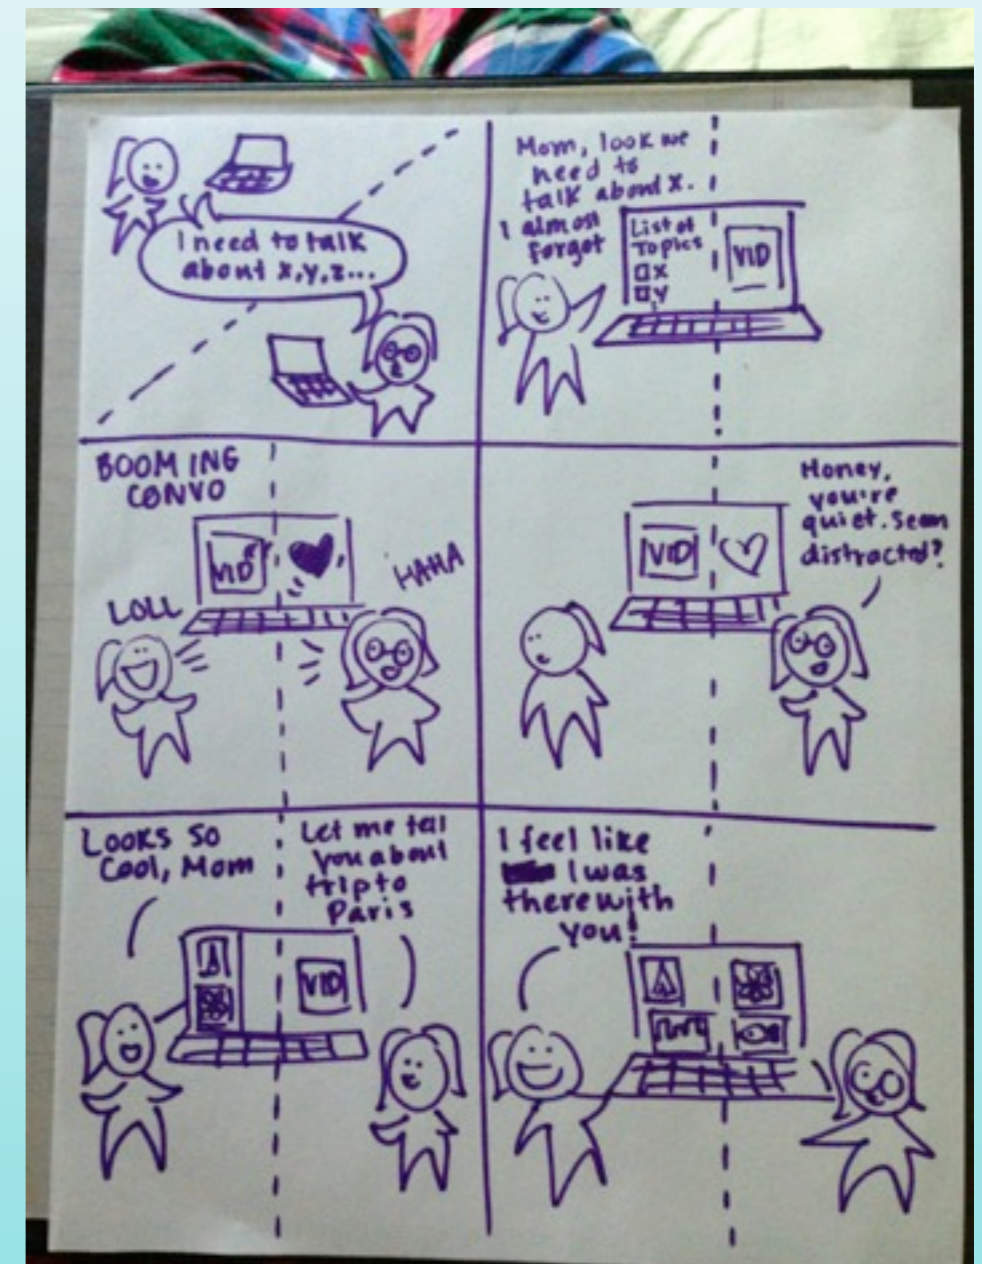 I need to talk
about x,y,z...
Mom, look we
need to
talk about x.
I almost
forgot
List of
Topics
x
y
VID
BOOMING
CONVO
VID
LOLL
HAHA
Honey,
you're
quiet. Seem
distracted?
VID
Looks so
Cool, Mom
Let me tell
you about
trip to
Paris
VID
I feel like
I was
there with
you!